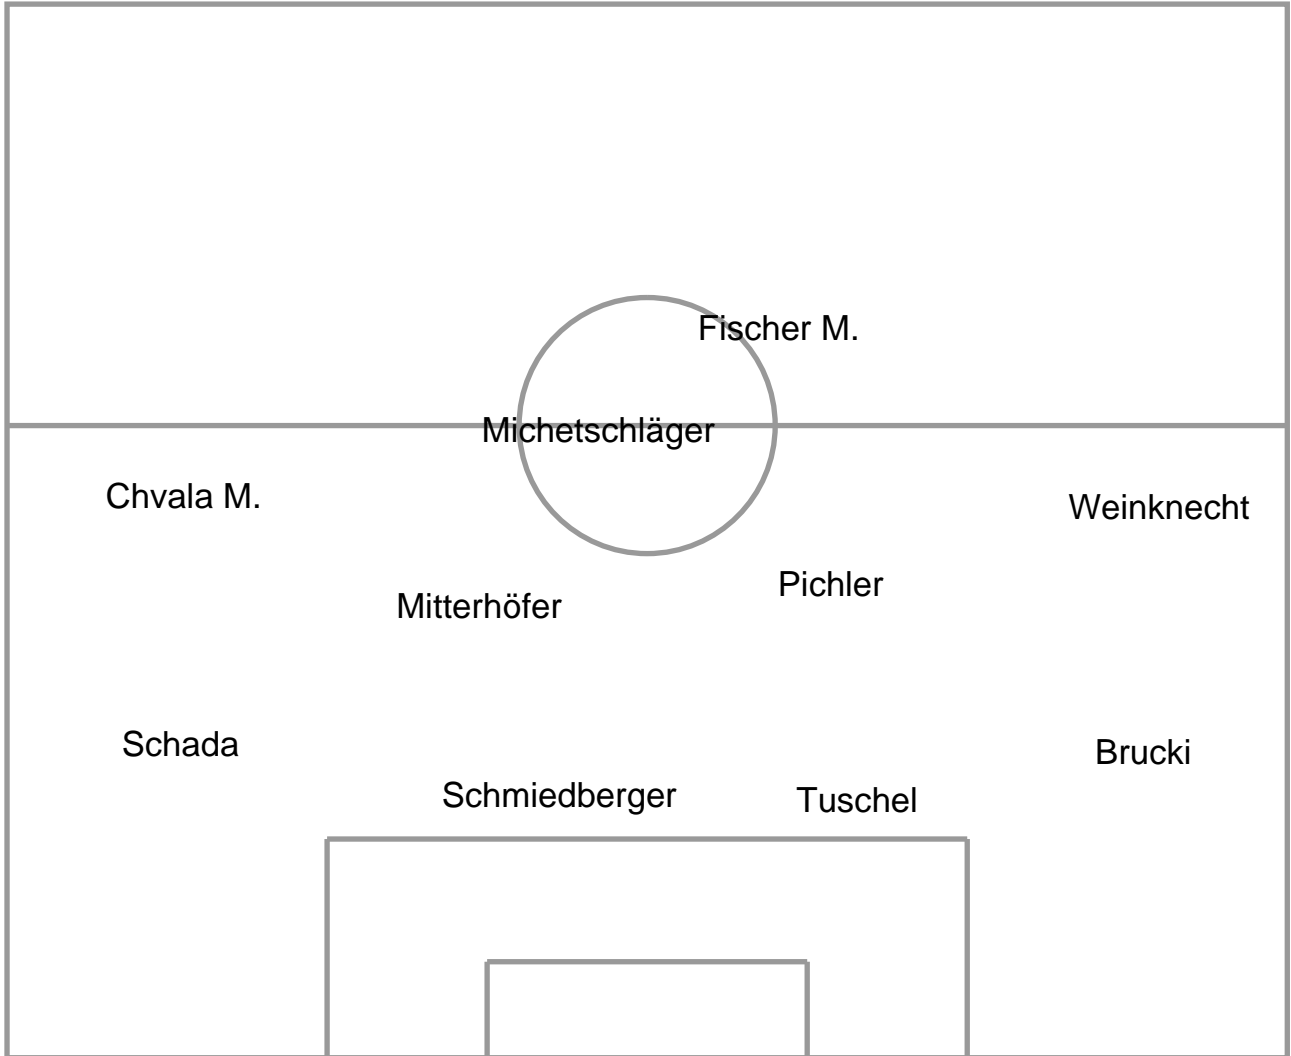 Fischer M.
Michetschläger
Chvala M.
Weinknecht
Pichler
Mitterhöfer
Schada
Brucki
Schmiedberger
Tuschel